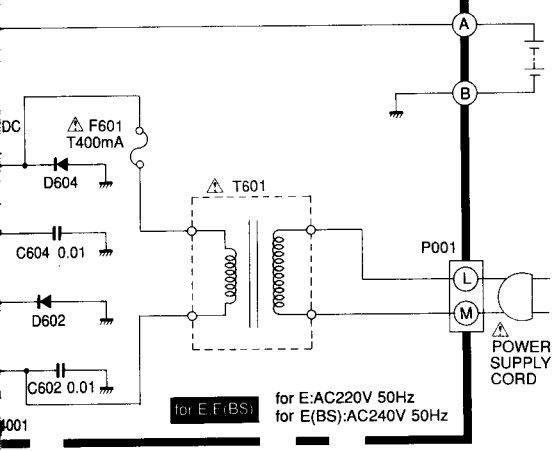 A
B
DC
F601
T400mA
D604
T601
C604 0.01
P001
L
D602
M
POWER
SUPPLY
CORD
C602 0.01
for E.E(BS)
for E:AC220V 50Hz
for E(BS):AC240V 50Hz
4001